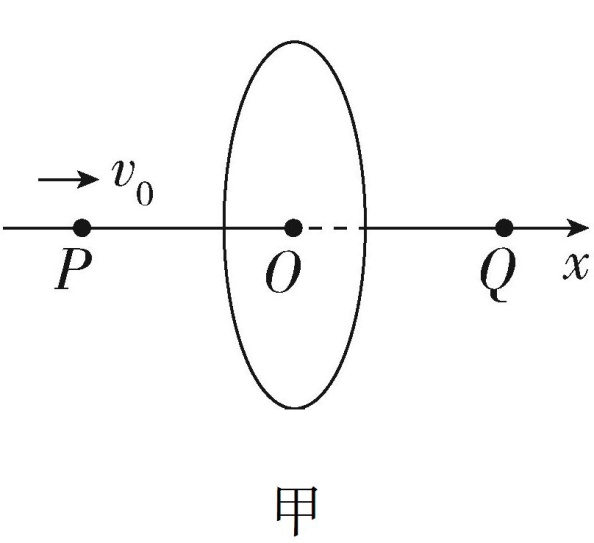 v₀
P O Q x
甲